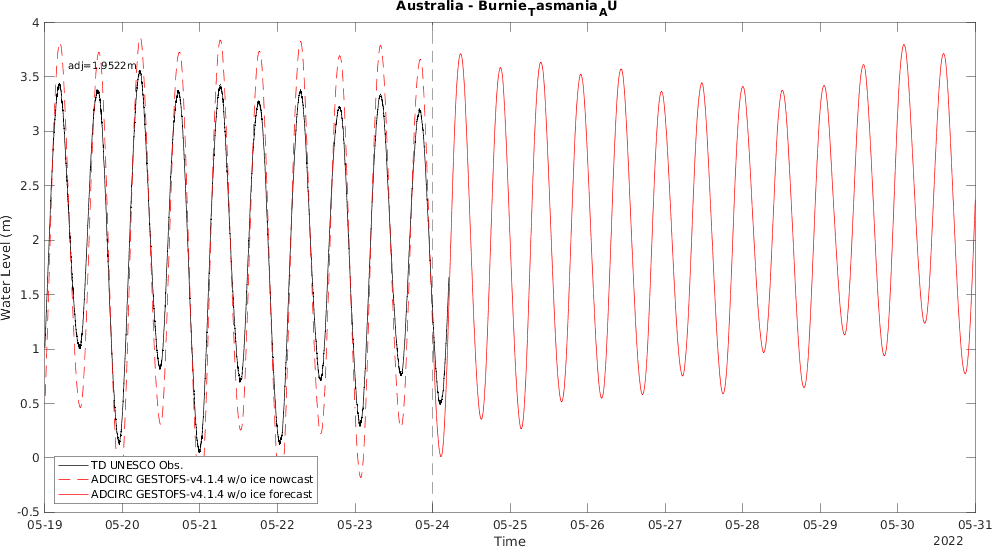 Australia - BurnieTasmaniaAU
adj=1.9522m
Water Level (m)
4
3.5
3
2.5
2
1.5
1
0.5
0
-0.5
TD UNESCO Obs.
ADCIRC GESTOFS-v4.1.4 w/o ice nowcast
ADCIRC GESTOFS-v4.1.4 w/o ice forecast
05-19 05-20 05-21 05-22 05-23 05-24 05-25 05-26 05-27 05-28 05-29 05-30 05-31
Time
2022